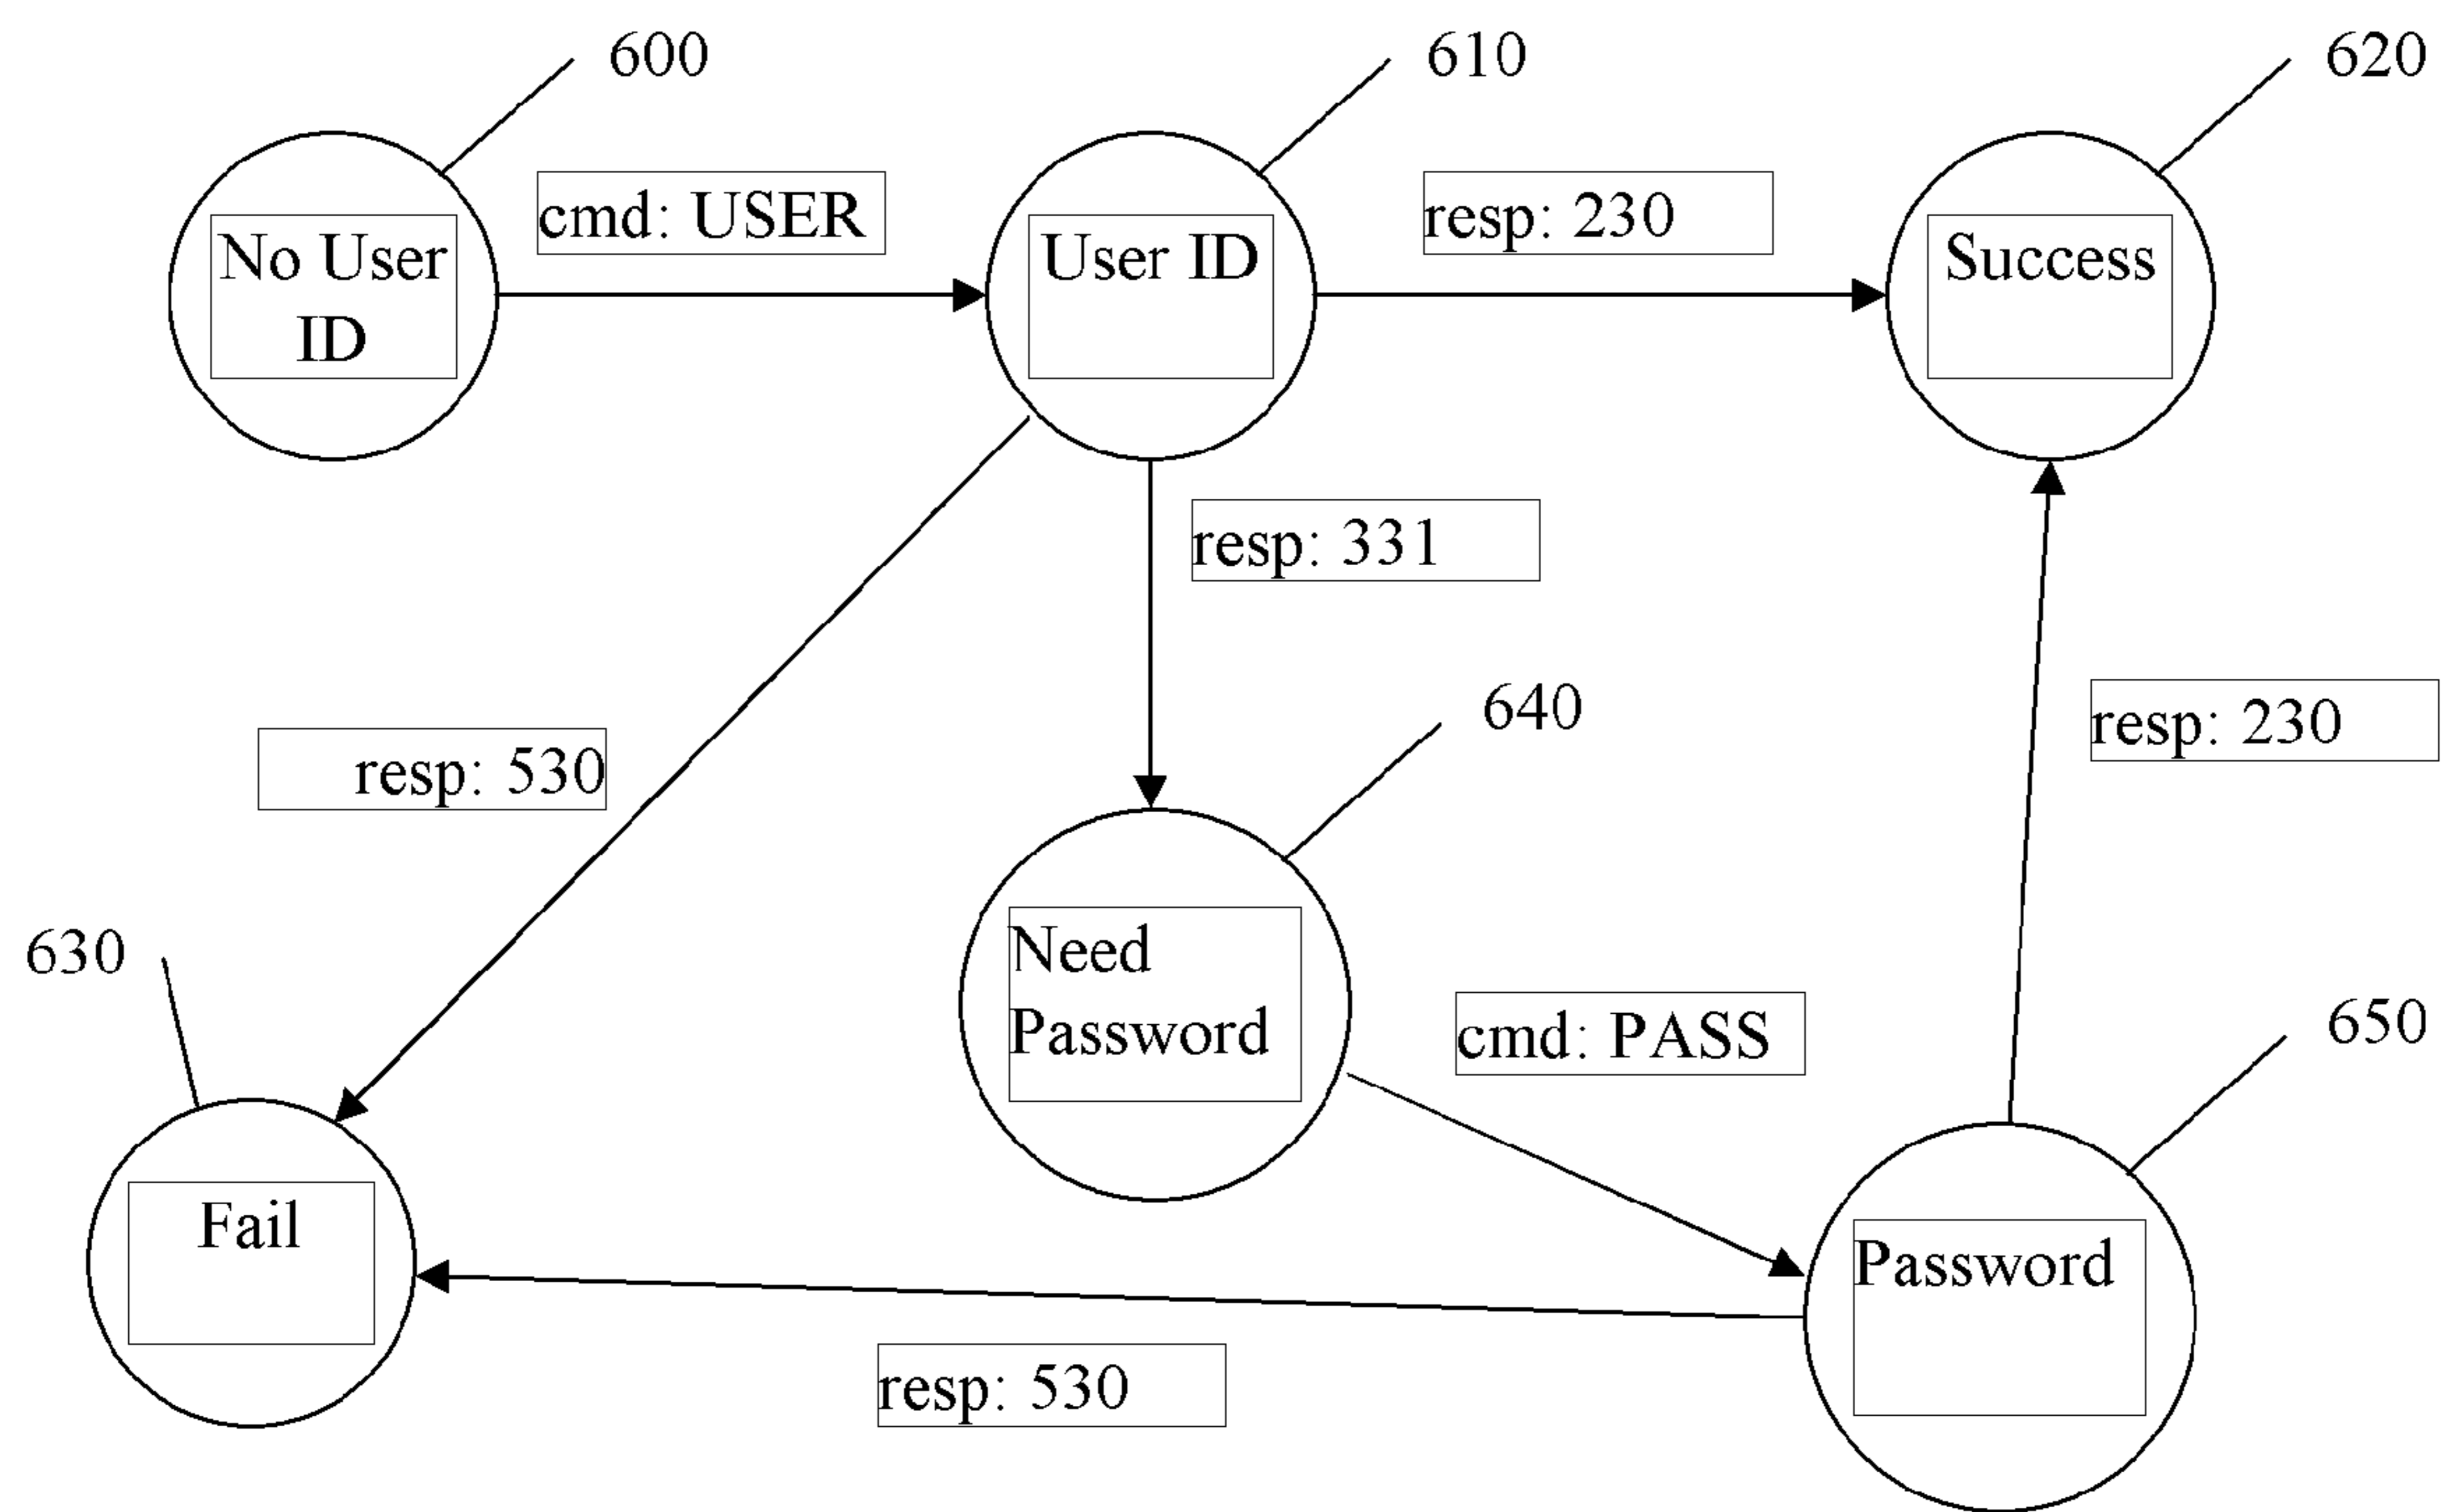 600
610
620
cmd: USER
resp: 230
No User
ID
User ID
Success
resp: 331
640
resp: 230
resp: 530
630
Need
Password
cmd: PASS
650
Fail
Password
resp: 530